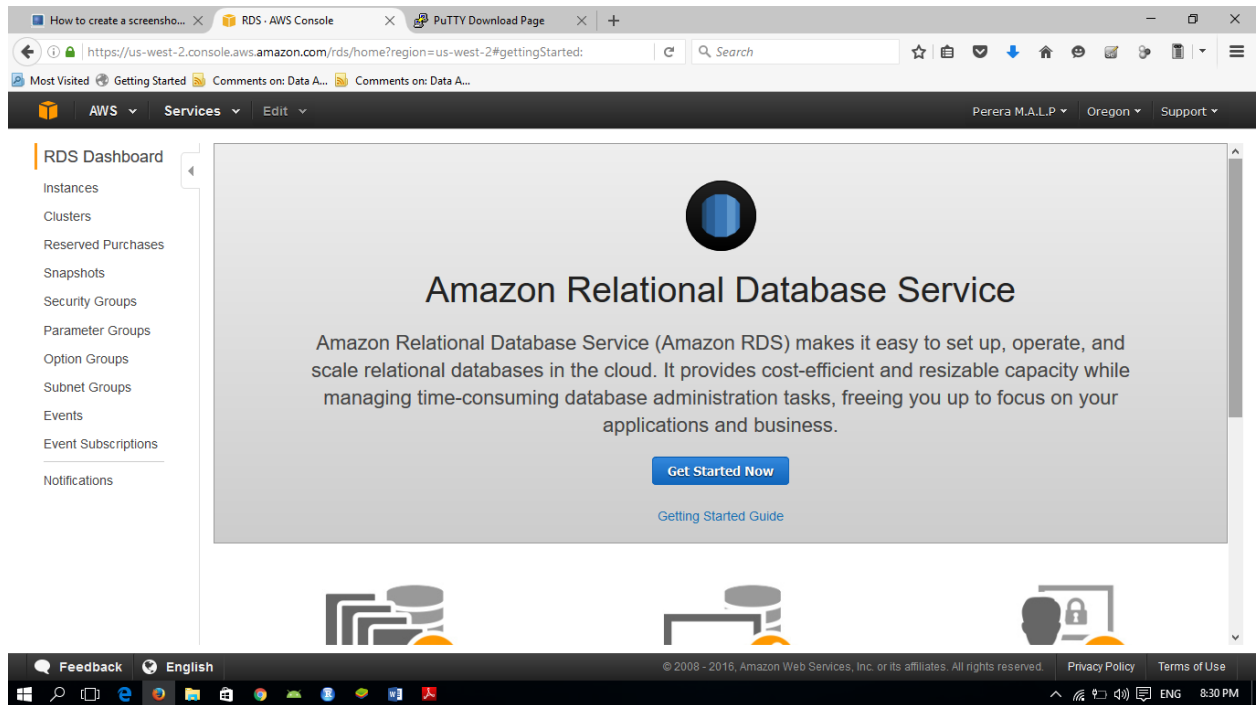 How to create a screensho...
RDS · AWS Console
PuTTY Download Page
https://us-west-2.console.aws.amazon.com/rds/home?region=us-west-2#gettingStarted:
Search
Most Visited
Getting Started
Comments on: Data A...
Comments on: Data A...
AWS
Services
Edit
Perera M.A.L.P
Oregon
Support
RDS Dashboard
Instances
Clusters
Reserved Purchases
Snapshots
Security Groups
Parameter Groups
Option Groups
Subnet Groups
Events
Event Subscriptions
Notifications
Amazon Relational Database Service
Amazon Relational Database Service (Amazon RDS) makes it easy to set up, operate, and
scale relational databases in the cloud. It provides cost-efficient and resizable capacity while
managing time-consuming database administration tasks, freeing you up to focus on your
applications and business.
Get Started Now
Getting Started Guide
Feedback
English
© 2008 - 2016, Amazon Web Services, Inc. or its affiliates. All rights reserved.
Privacy Policy
Terms of Use
ENG
8:30 PM